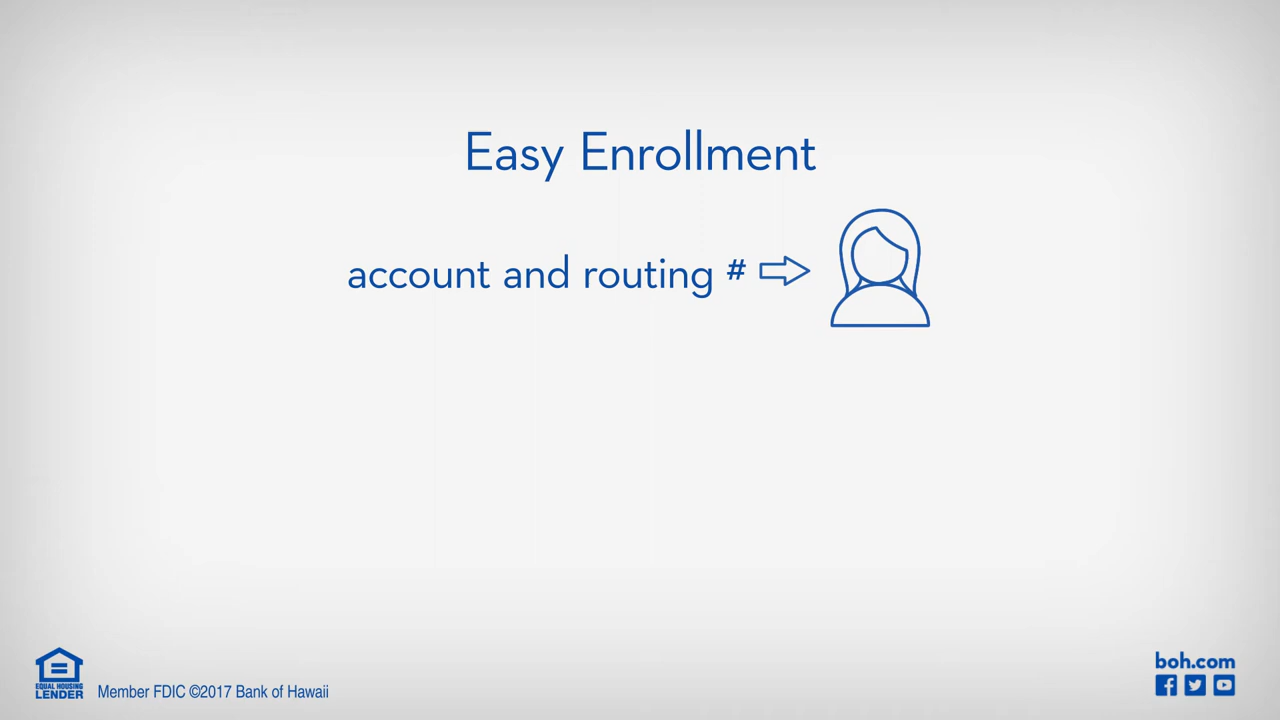 Easy Enrollment
account and routing #
EQUAL HOUSING
LENDER
Member FDIC ©2017 Bank of Hawaii
boh.com